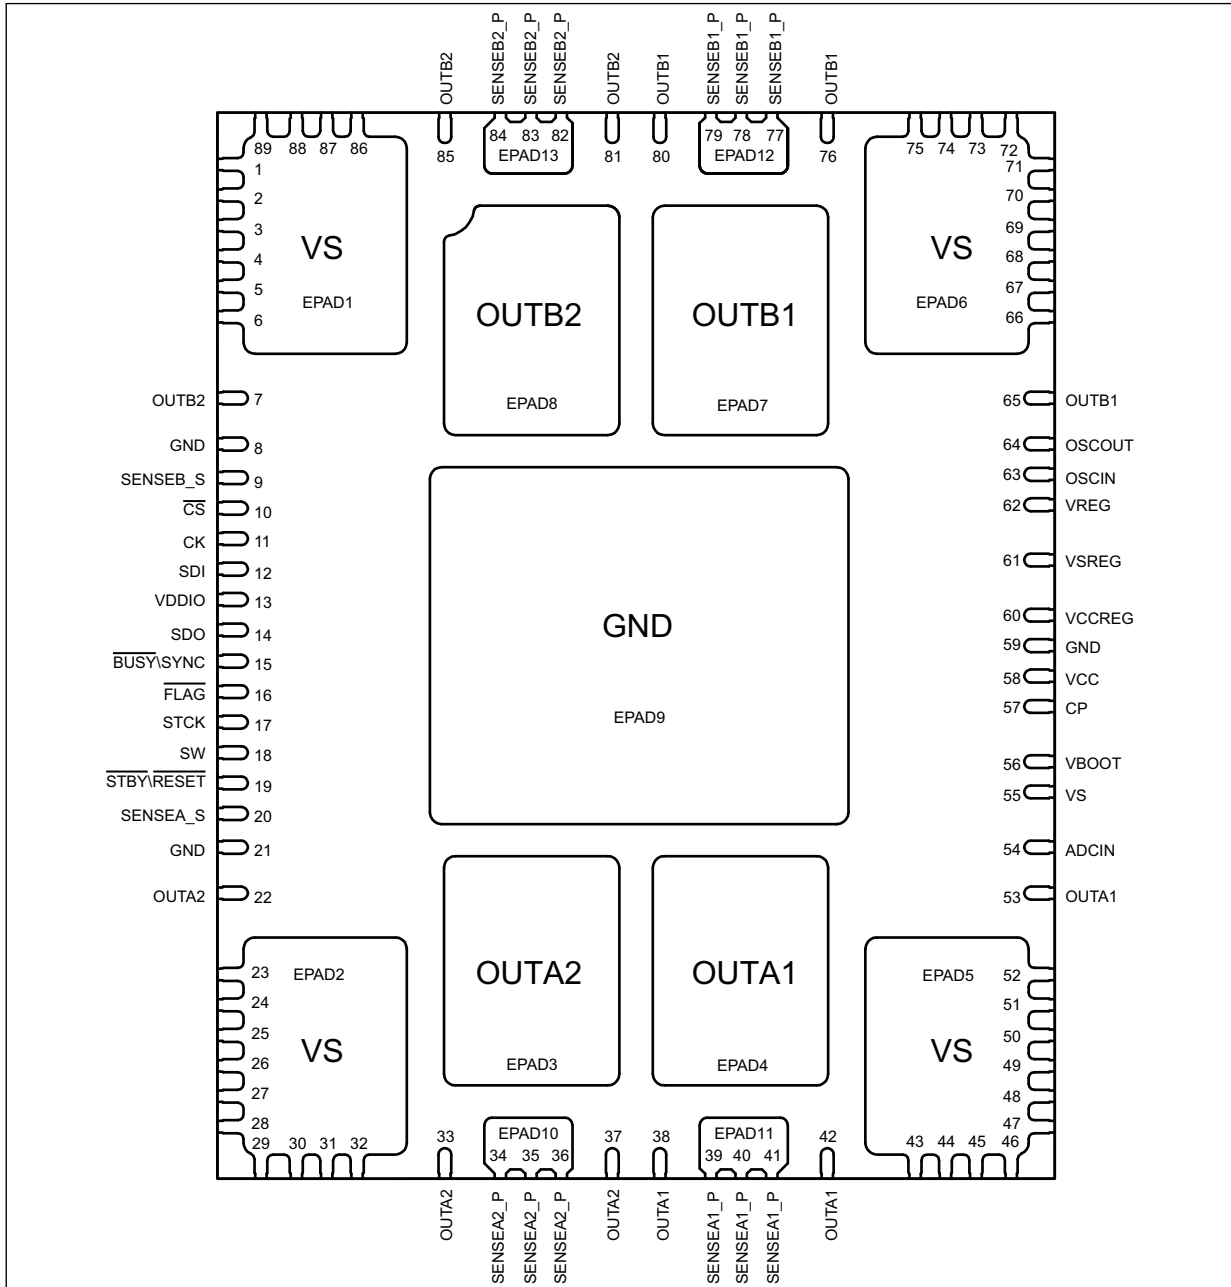 OUTB2
SENSEB2_P
SENSEB2_P
SENSEB2_P
OUTB2
OUTB1
SENSEB1_P
SENSEB1_P
SENSEB1_P
OUTB1
89 88 87 86
85
84 83 82
EPAD13
81
80
79 78 77
EPAD12
76
75 74 73 72
1
2
3
4
5
6
VS
EPAD1
OUTB2
EPAD8
OUTB1
EPAD7
VS
EPAD6
71
70
69
68
67
66
OUTB2 7
GND 8
SENSEB_S 9
CS 10
CK 11
SDI 12
VDDIO 13
SDO 14
BUSY\SYNC 15
FLAG 16
STCK 17
SW 18
STBY\RESET 19
SENSEA_S 20
GND 21
OUTA2 22
GND
EPAD9
65 OUTB1
64 OSCOUT
63 OSCIN
62 VREG
61 VSREG
60 VCCREG
59 GND
58 VCC
57 CP
56 VBOOT
55 VS
54 ADCIN
53 OUTA1
23
24
25
26
27
28
EPAD2
VS
OUTA2
EPAD3
OUTA1
EPAD4
EPAD5
VS
52
51
50
49
48
47
29 30 31 32
33
EPAD10
34 35 36
37
38
EPAD11
39 40 41
42
43 44 45 46
OUTA2
SENSEA2_P
SENSEA2_P
SENSEA2_P
OUTA2
OUTA1
SENSEA1_P
SENSEA1_P
SENSEA1_P
OUTA1